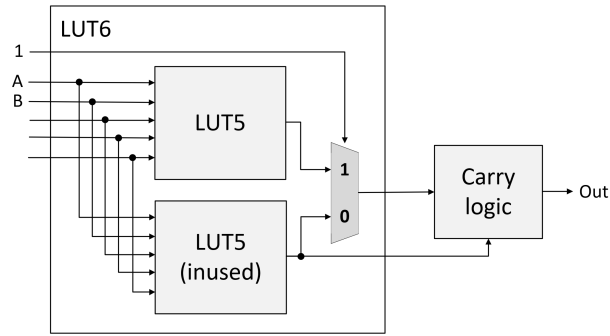 LUT6
1
A
B
LUT5
1
0
Carry
logic
Out
LUT5
(inused)